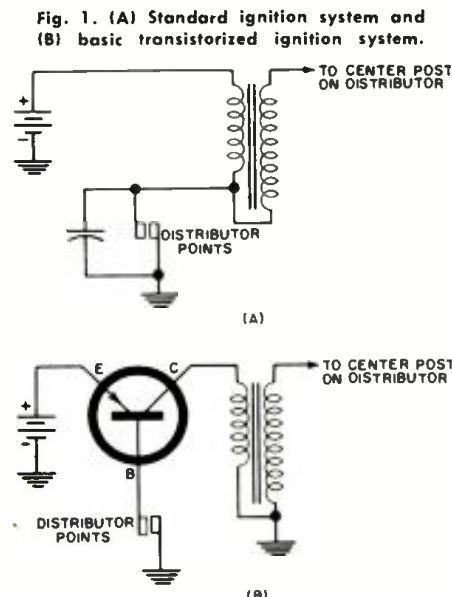 Fig. 1. (A) Standard ignition system and
(B) basic transistorized ignition system.
TO CENTER POST
ON DISTRIBUTOR
+
-
DISTRIBUTOR
POINTS
(A)
E
C
TO CENTER POST
ON DISTRIBUTOR
+
-
B
DISTRIBUTOR
POINTS
(B)